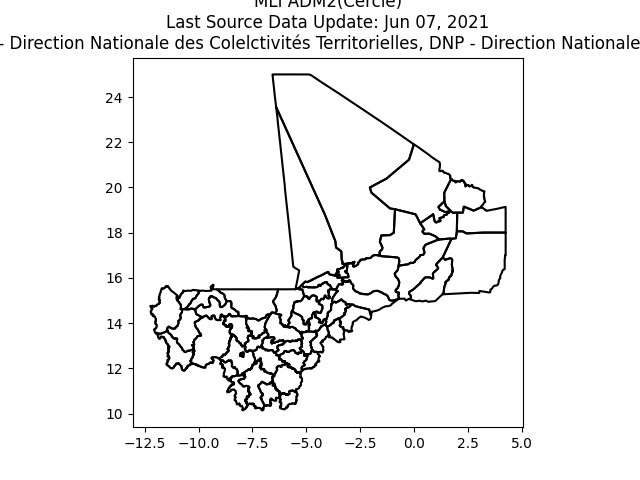 MLI ADM2(Cercle)
Last Source Data Update: Jun 07, 2021
- Direction Nationale des Colelctivités Territorielles, DNP - Direction Nationale
24
22
20
18
16
14
12
10
−12.5 −10.0 −7.5 −5.0 −2.5 0.0 2.5 5.0